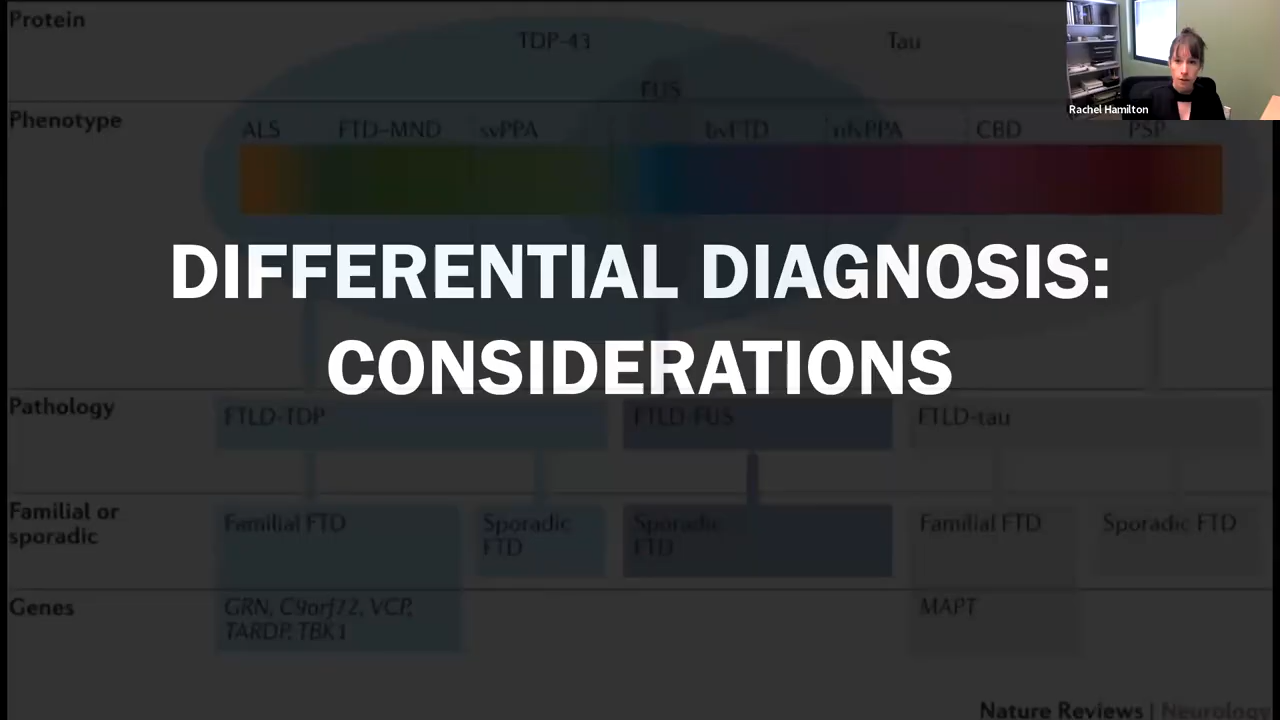 Protein
TDP-43
Tau
FUS
Rachel Hamilton
Phenotype
ALS
FTD–MND
svPPA
bvFTD
nfvPPA
CBD
PSP
DIFFERENTIAL DIAGNOSIS:
CONSIDERATIONS
Pathology
FTLD-TDP
FTLD-FUS
FTLD-tau
Familial or
sporadic
Familial FTD
Sporadic
FTD
Sporadic
FTD
Familial FTD
Sporadic FTD
Genes
GRN, C9orf72, VCP,
TARDP, TBK1
MAPT
Nature Reviews | Neurology